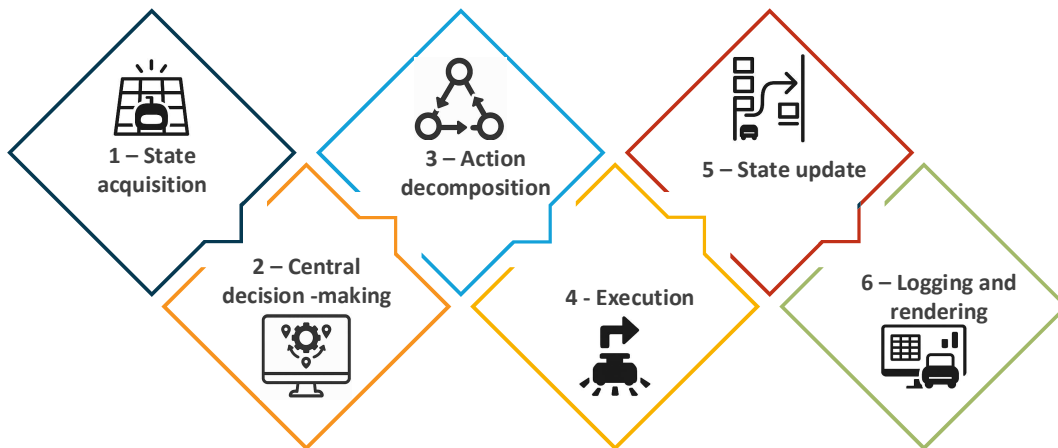 1 – State
acquisition
2 – Central
decision -making
3 – Action
decomposition
4 - Execution
5 – State update
6 – Logging and
rendering